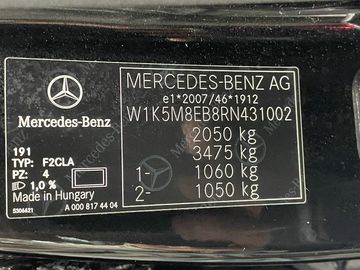 MERCEDES-BENZ AG
e1*2007/46*1912
W1K5M8EB8RN431002
2050 kg
3475 kg
1- 1060 kg
2- 1050 kg
Mercedes-Benz
191
TYP: F2CLA
PZ: 4
1,0 %
Made in Hungary
5306621 A 000 817 44 04